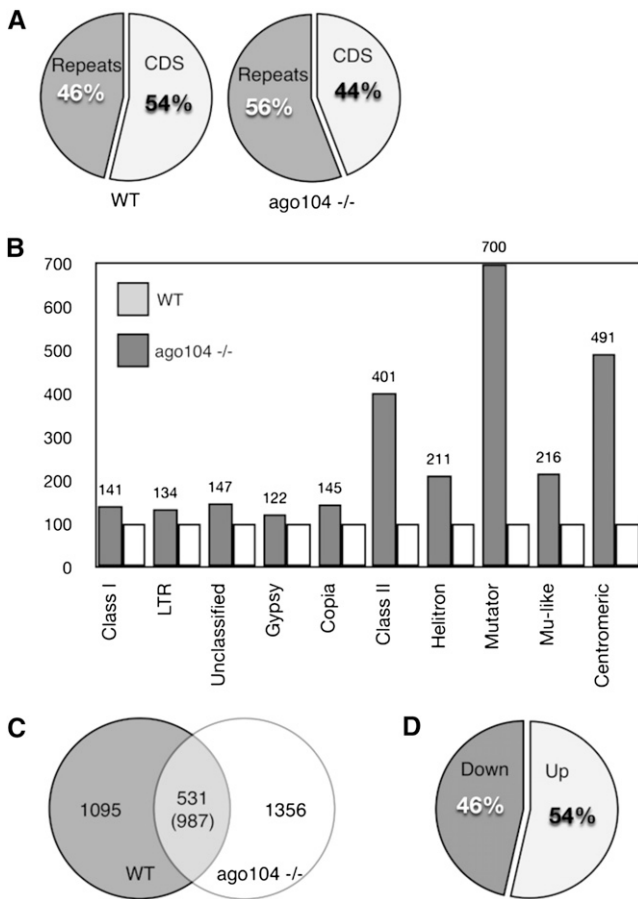 A
Repeats
46%
CDS
54%
WT
Repeats
56%
CDS
44%
ago104 -/-
B
700
600
500
400
300
200
100
0
WT
ago104 -/-
141
134
147
122
145
401
211
700
216
491
Class I
LTR
Unclassified
Gypsy
Copia
Class II
Helitron
Mutator
Mu-like
Centromeric
C
1095
531
(987)
1356
WT
ago104 -/-
D
Down
46%
Up
54%